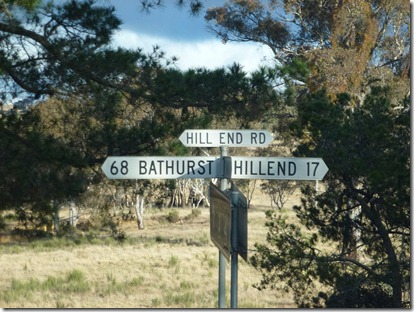 HILL END RD
68 BATHURST HILLEND 17